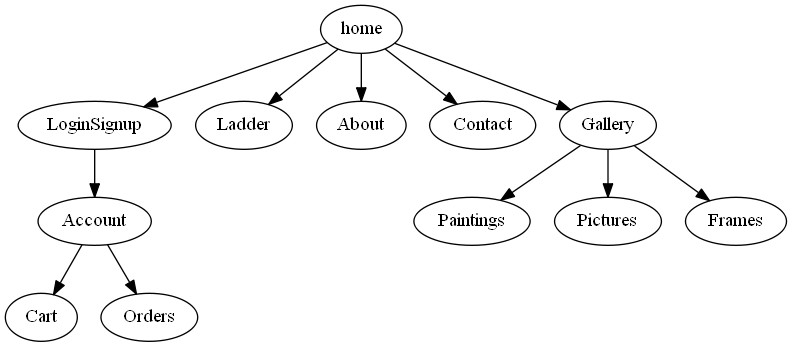 home
LoginSignup
Ladder
About
Contact
Gallery
Account
Paintings
Pictures
Frames
Cart
Orders